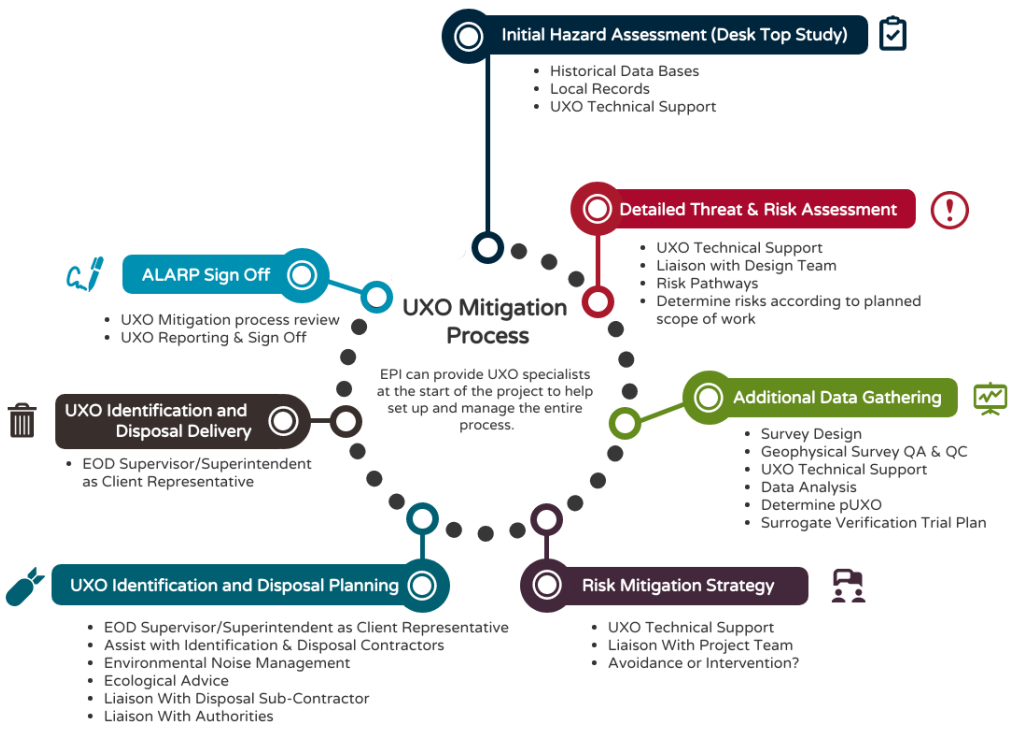 Initial Hazard Assessment (Desk Top Study)
• Historical Data Bases
• Local Records
• UXO Technical Support
Detailed Threat & Risk Assessment
• UXO Technical Support
• Liaison with Design Team
• Risk Pathways
• Determine risks according to planned
scope of work
Additional Data Gathering
• Survey Design
• Geophysical Survey QA & QC
• UXO Technical Support
• Data Analysis
• Determine pUXO
• Surrogate Verification Trial Plan
Risk Mitigation Strategy
• UXO Technical Support
• Liaison With Project Team
• Avoidance or Intervention?
UXO Identification and Disposal Planning
• EOD Supervisor/Superintendent as Client Representative
• Assist with Identification & Disposal Contractors
• Environmental Noise Management
• Ecological Advice
• Liaison With Disposal Sub-Contractor
• Liaison With Authorities
UXO Identification and
Disposal Delivery
• EOD Supervisor/Superintendent
as Client Representative
ALARP Sign Off
• UXO Mitigation process review
• UXO Reporting & Sign Off
UXO Mitigation
Process
EPI can provide UXO specialists
at the start of the project to help
set up and manage the entire
process.